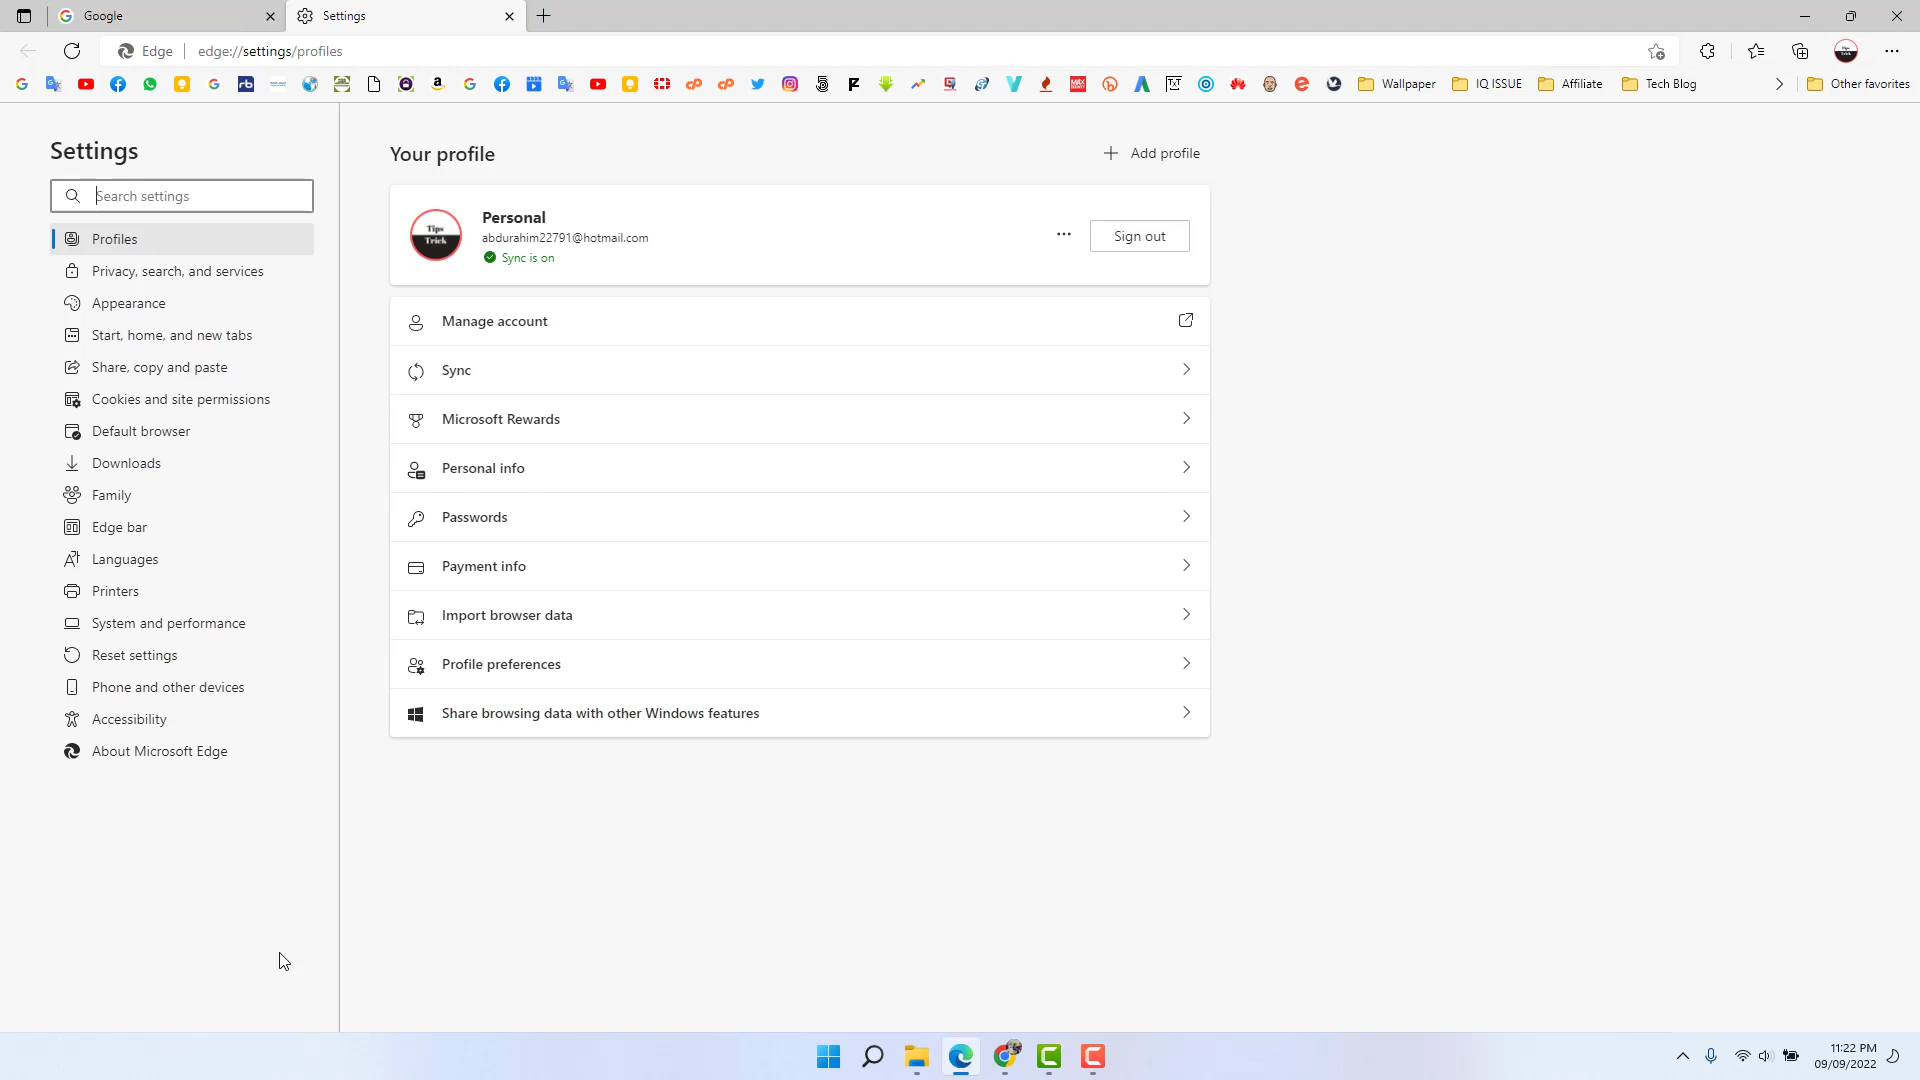 Google
Settings
Edge
edge://settings/profiles
Wallpaper
IQ ISSUE
Affiliate
Tech Blog
Other favorites
Settings
Search settings
Profiles
Privacy, search, and services
Appearance
Start, home, and new tabs
Share, copy and paste
Cookies and site permissions
Default browser
Downloads
Family
Edge bar
Languages
Printers
System and performance
Reset settings
Phone and other devices
Accessibility
About Microsoft Edge
Your profile
Add profile
Tips
Trick
Personal
abdurahim22791@hotmail.com
Sync is on
Sign out
Manage account
Sync
Microsoft Rewards
Personal info
Passwords
Payment info
Import browser data
Profile preferences
Share browsing data with other Windows features
11:22 PM
09/09/2022